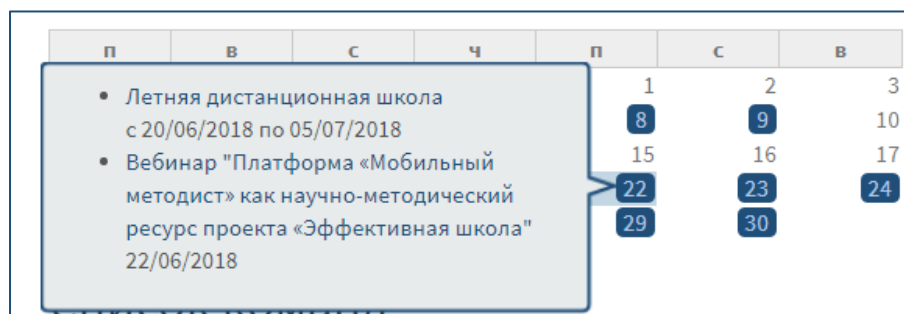 п в с ч п с в
• Летняя дистанционная школа
с 20/06/2018 по 05/07/2018
• Вебинар "Платформа «Мобильный
методист» как научно-методический
ресурс проекта «Эффективная школа"
22/06/2018
1 2 3
8 9 10
15 16 17
22 23 24
29 30